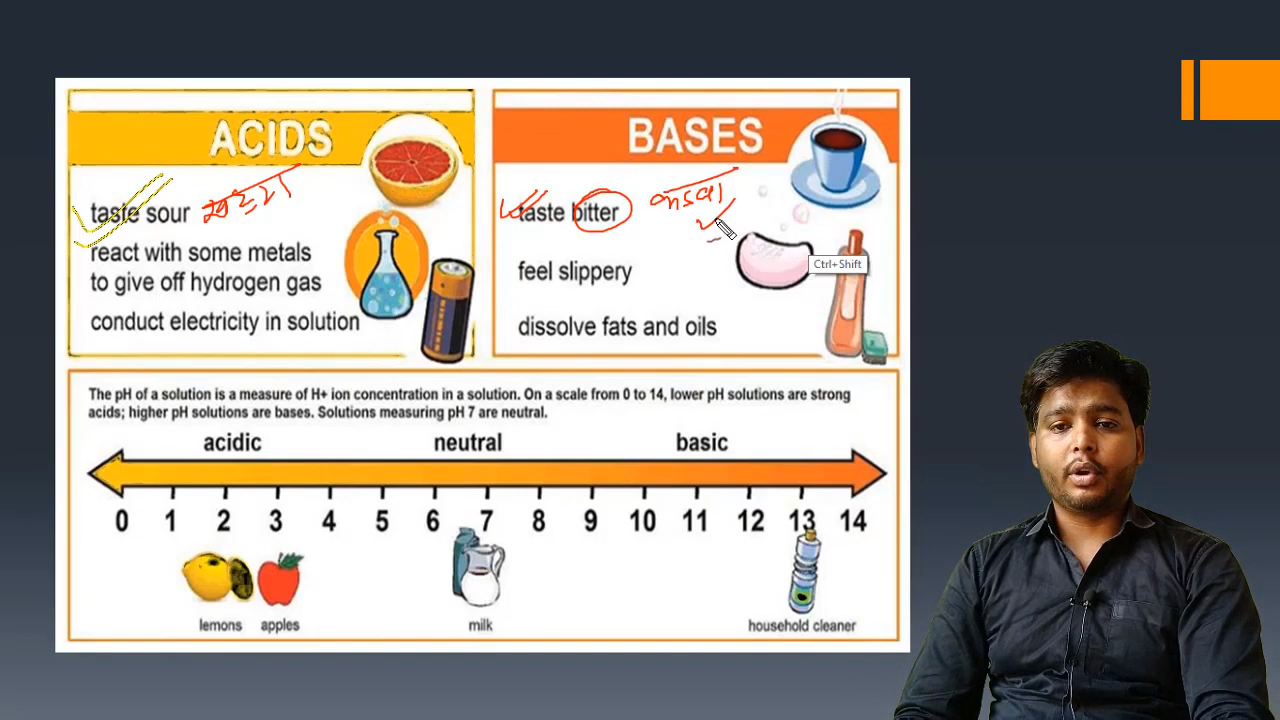 ACIDS
taste sour
react with some metals
to give off hydrogen gas
conduct electricity in solution
BASES
taste bitter
feel slippery
dissolve fats and oils
Ctrl+Shift
The pH of a solution is a measure of H+ ion concentration in a solution. On a scale from 0 to 14, lower pH solutions are strong
acids; higher pH solutions are bases. Solutions measuring pH 7 are neutral.
acidic neutral basic
0 1 2 3 4 5 6 7 8 9 10 11 12 13 14
lemons apples milk household cleaner